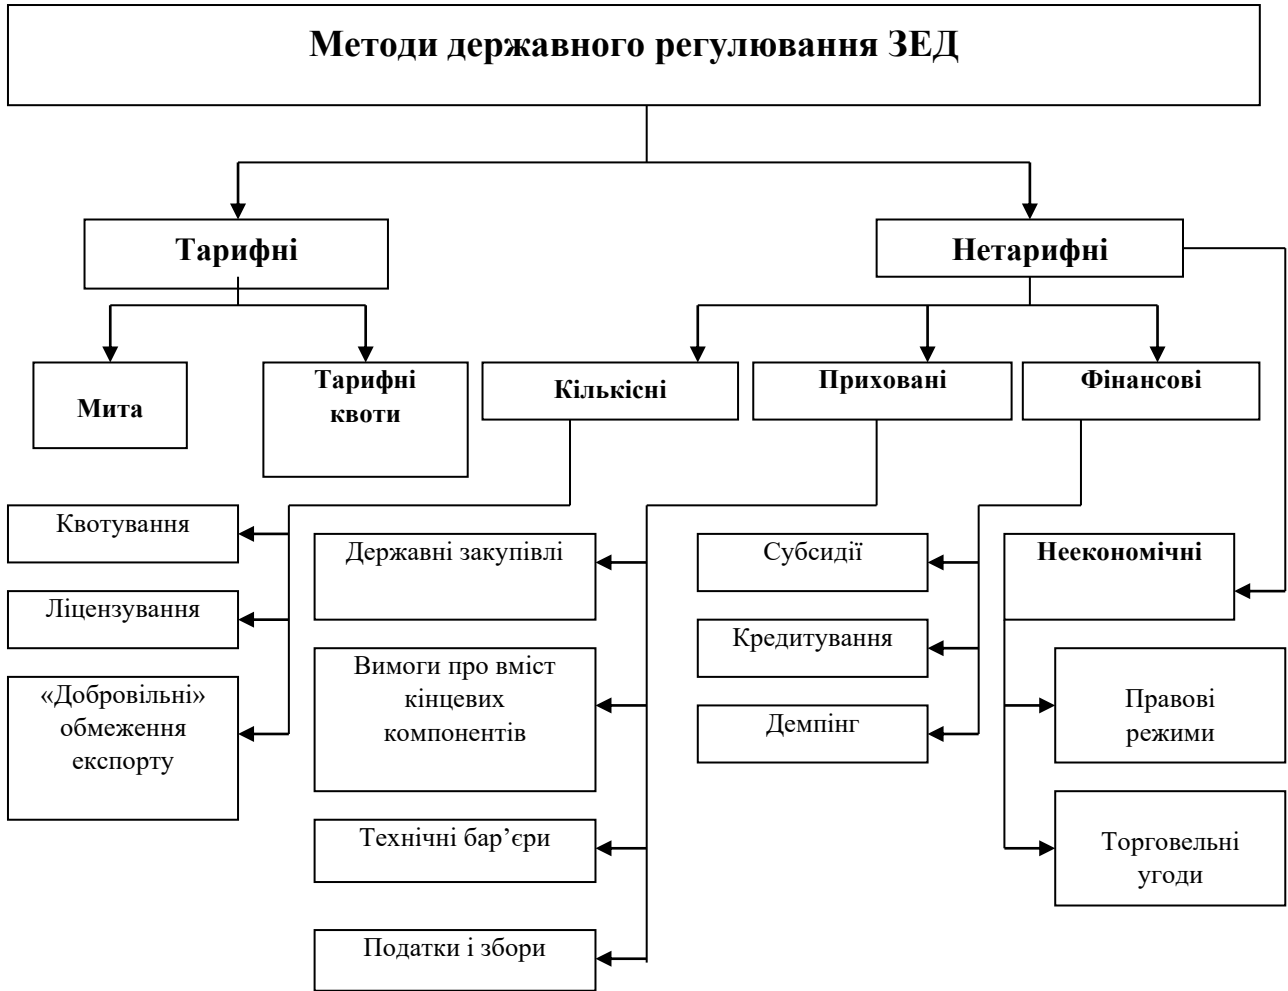 Методи державного регулювання ЗЕД
Тарифні
Нетарифні
Мита
Тарифні
квоти
Кількісні
Приховані
Фінансові
Квотування
Ліцензування
«Добровільні»
обмеження
експорту
Державні закупівлі
Вимоги про вміст
кінцевих
компонентів
Технічні бар’єри
Податки і збори
Субсидії
Кредитування
Демпінг
Неекономічні
Правові
режими
Торговельні
угоди